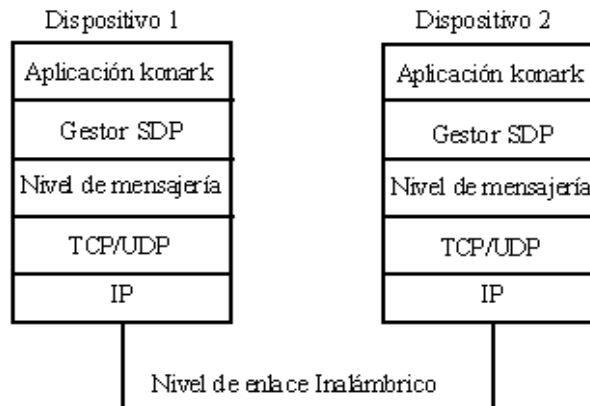 Dispositivo 1
Aplicación konark
Gestor SDP
Nivel de mensajería
TCP/UDP
IP
Dispositivo 2
Aplicación konark
Gestor SDP
Nivel de mensajería
TCP/UDP
IP
Nivel de enlace Inalámbrico